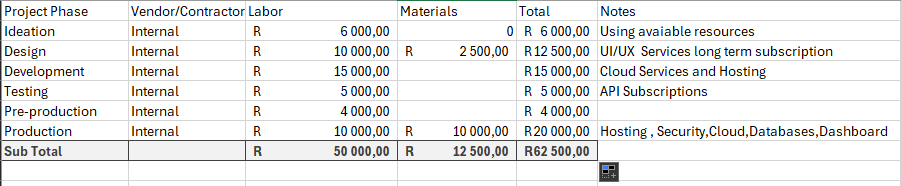 Project Phase Vendor/Contractor Labor Materials Total Notes
Ideation Internal R 6 000,00 0 R 6 000,00 Using avaiable resources
Design Internal R 10 000,00 R 2 500,00 R 12 500,00 UI/UX Services long term subscription
Development Internal R 15 000,00 R 15 000,00 Cloud Services and Hosting
Testing Internal R 5 000,00 R 5 000,00 API Subscriptions
Pre-production Internal R 4 000,00 R 4 000,00
Production Internal R 10 000,00 R 10 000,00 R 20 000,00 Hosting , Security,Cloud,Databases,Dashboard
Sub Total R 50 000,00 R 12 500,00 R 62 500,00